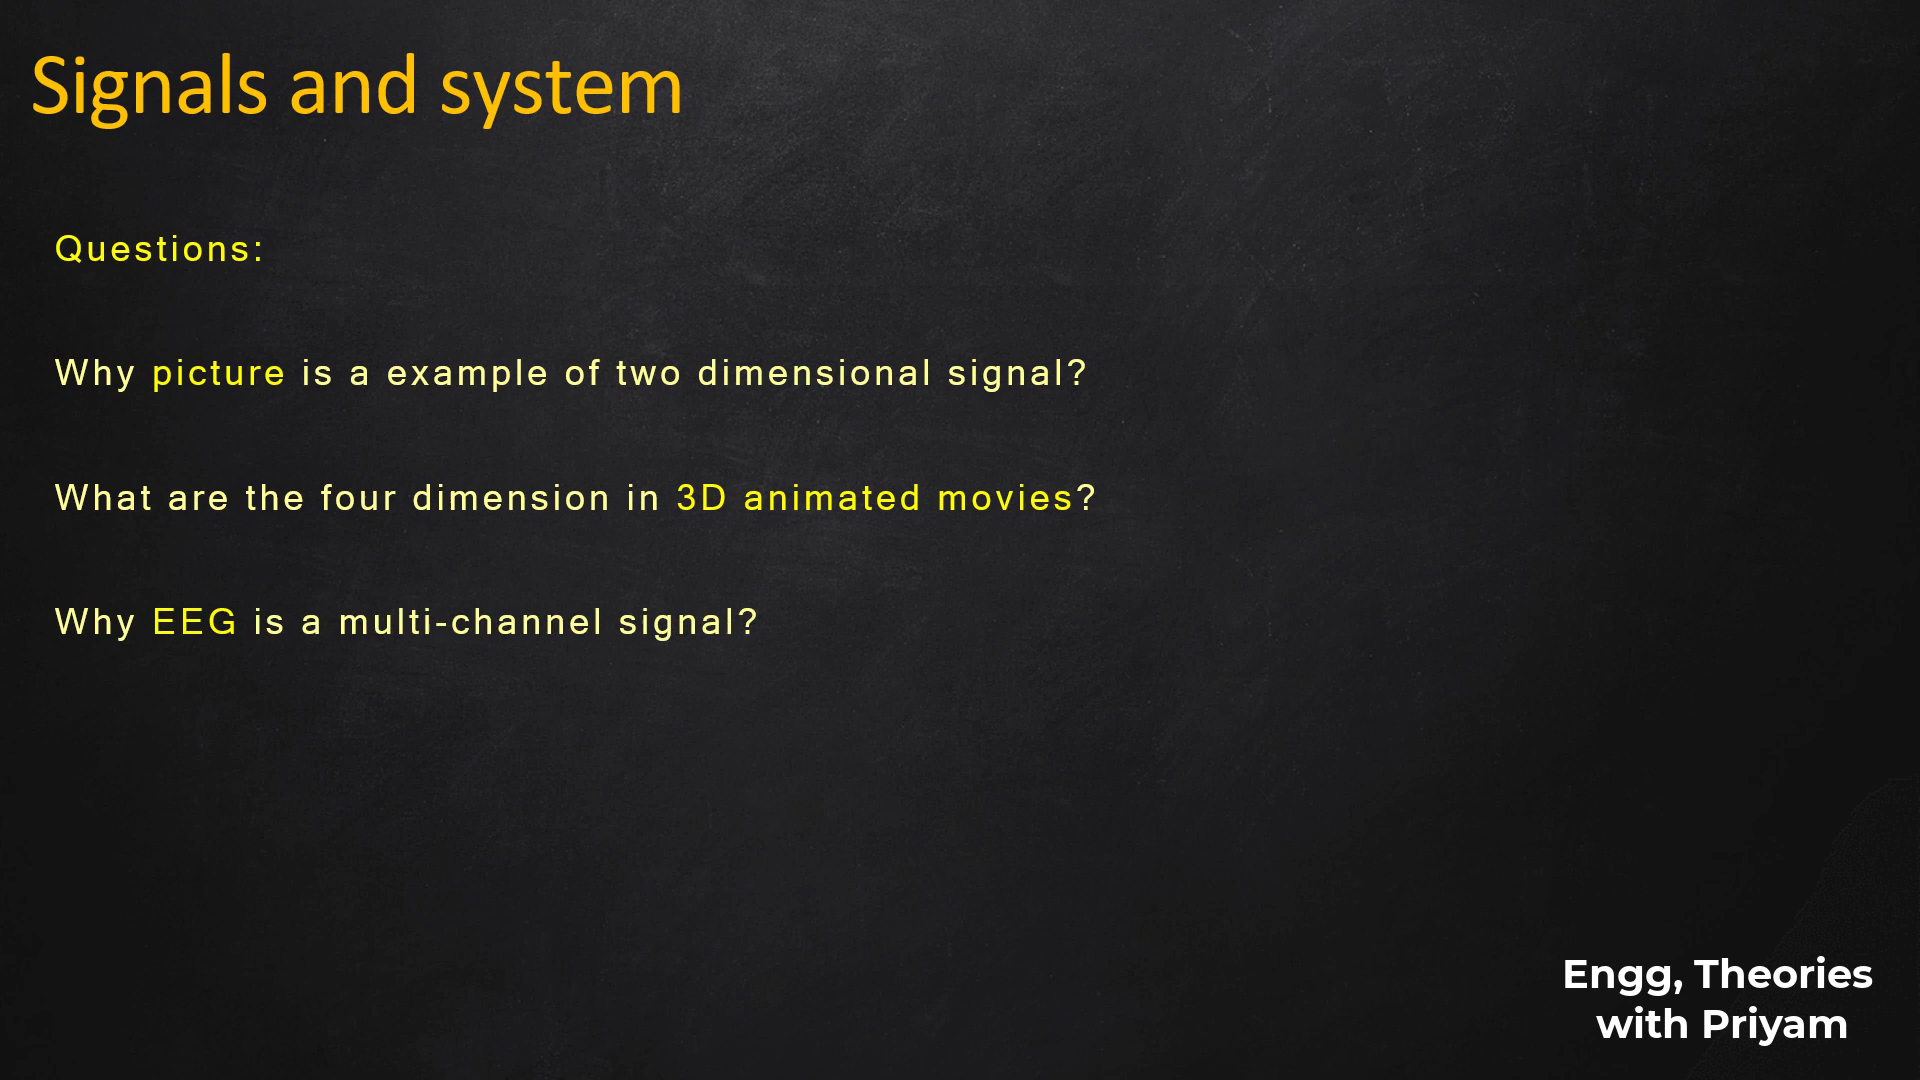 Signals and system
Questions:
Why picture is a example of two dimensional signal?
What are the four dimension in 3D animated movies?
Why EEG is a multi-channel signal?
Engg, Theories
with Priyam